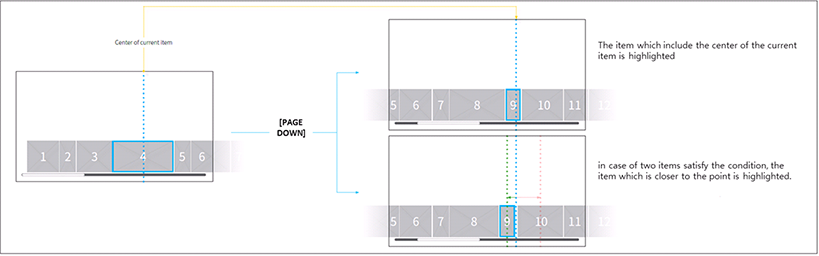 Center of current item
1 2 3 4 5 6
[PAGE
DOWN]
5 6 7 8 9 10 11 12
The item which include the center of the current
item is highlighted
5 6 7 8 9 10 11 12
in case of two items satisfy the condition, the
item which is closer to the point is highlighted.